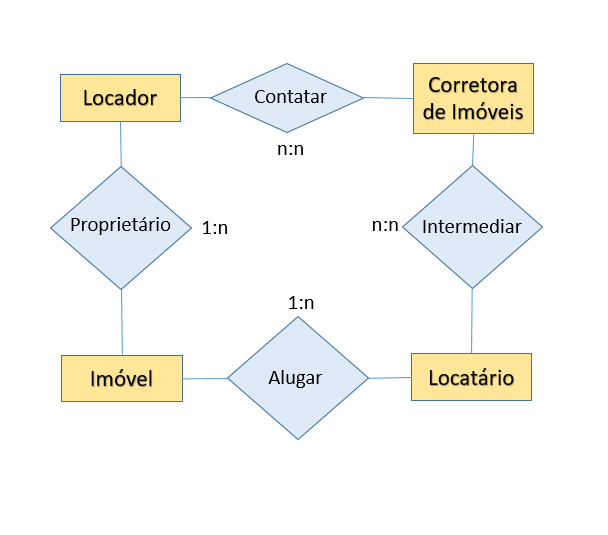 Locador
Contatar
Corretora
de Imóveis
n:n
Proprietário
1:n
n:n
Intermediar
1:n
Imóvel
Alugar
Locatário